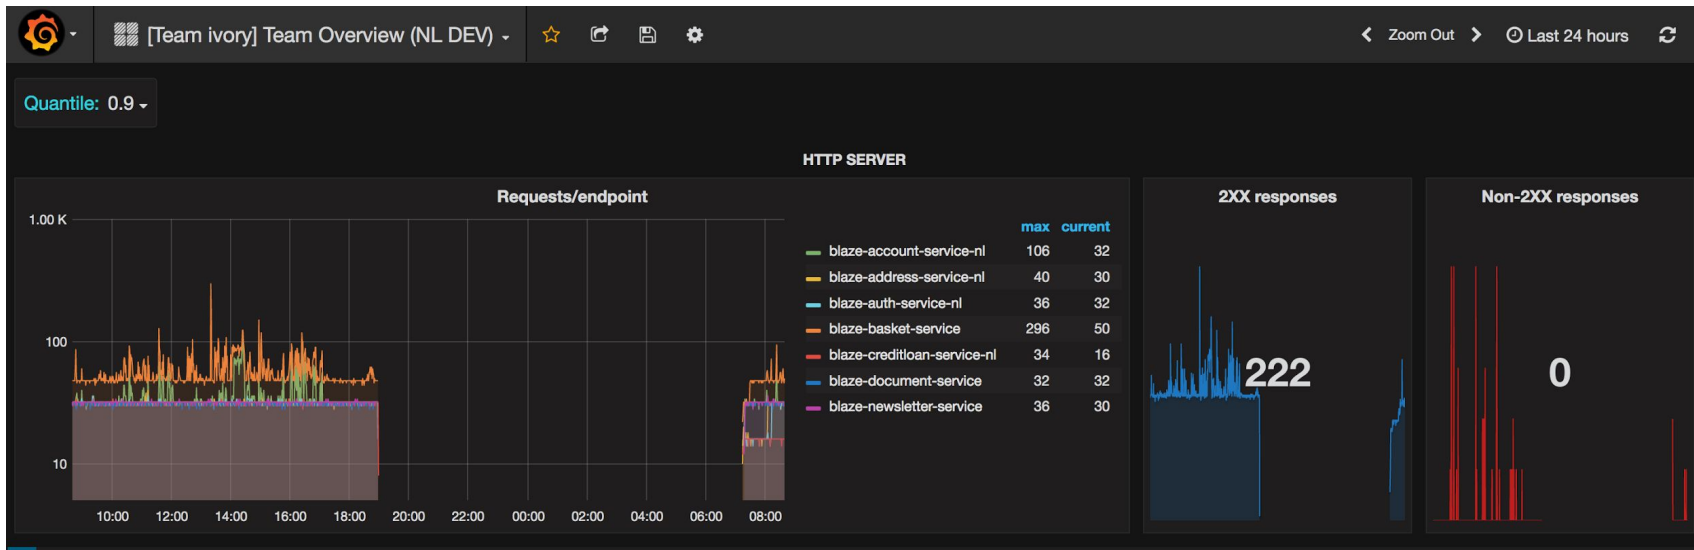 [Team ivory] Team Overview (NL DEV)
Zoom Out
Last 24 hours
Quantile: 0.9
HTTP SERVER
Requests/endpoint
1.00 K
100
10
10:00 12:00 14:00 16:00 18:00 20:00 22:00 00:00 02:00 04:00 06:00 08:00
max current
blaze-account-service-nl 106 32
blaze-address-service-nl 40 30
blaze-auth-service-nl 36 32
blaze-basket-service 296 50
blaze-creditloan-service-nl 34 16
blaze-document-service 32 32
blaze-newsletter-service 36 30
2XX responses
222
Non-2XX responses
0